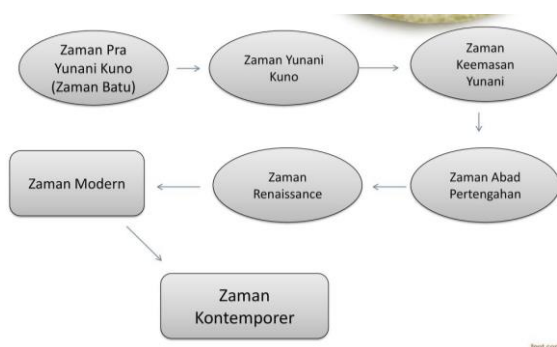 Zaman Pra
Yunani Kuno
(Zaman Batu)
Zaman Yunani
Kuno
Zaman
Keemasan
Yunani
Zaman Abad
Pertengahan
Zaman
Renaissance
Zaman Modern
Zaman
Kontemporer